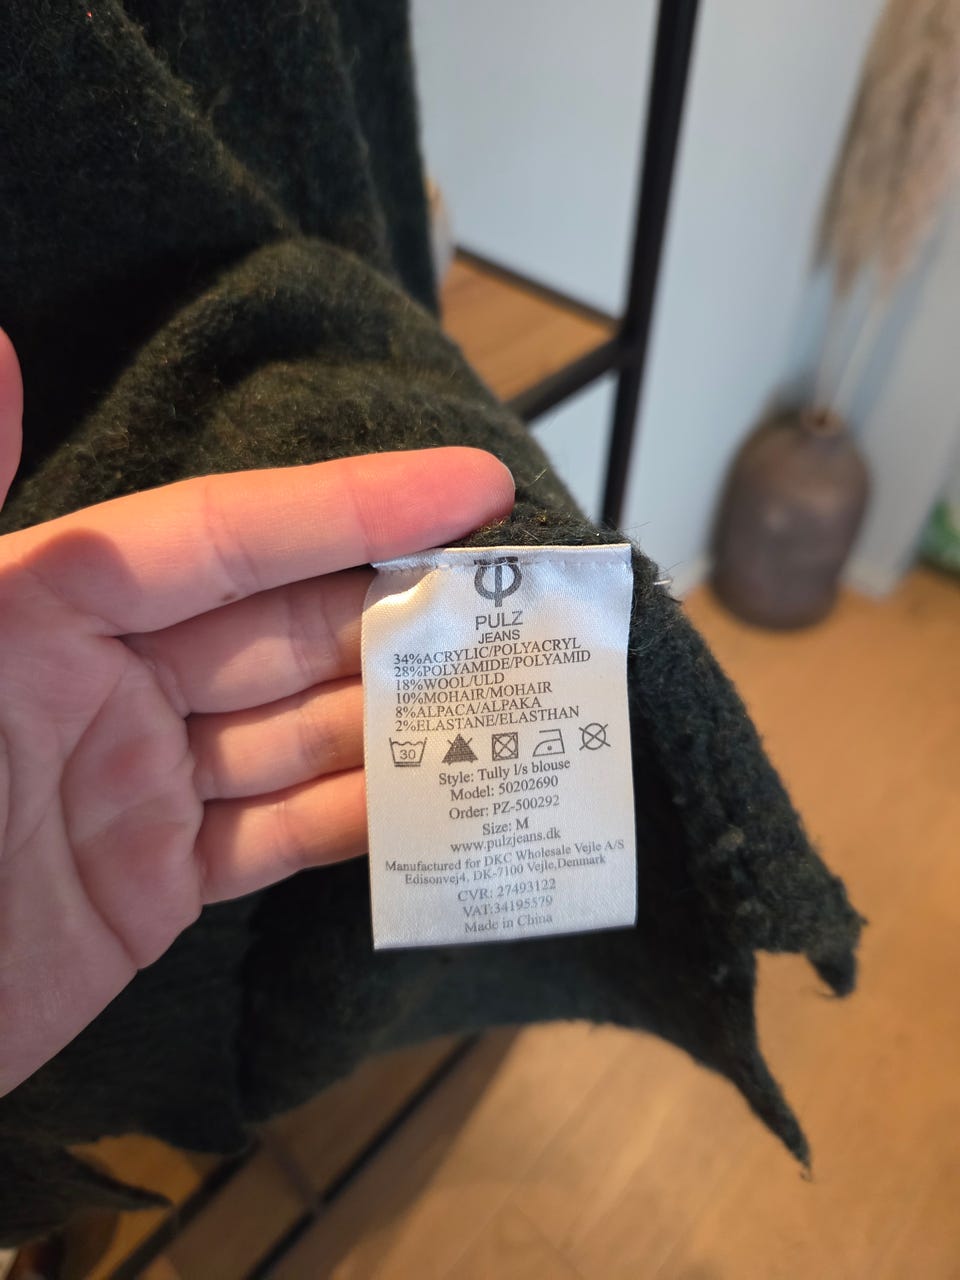 PULZ
JEANS
34%ACRYLIC/POLYACRYL
28%POLYAMIDE/POLYAMID
18%WOOL/ULD
10%MOHAIR/MOHAIR
8%ALPACA/ALPAKA
2%ELASTANE/ELASTHAN
30
Style: Tully l/s blouse
Model: 50202690
Order: PZ-500292
Size: M
www.pulzjeans.dk
Manufactured for DKC Wholesale Vejle A/S
Edisonvej4, DK-7100 Vejle,Denmark
CVR: 27493122
VAT:34195579
Made in China